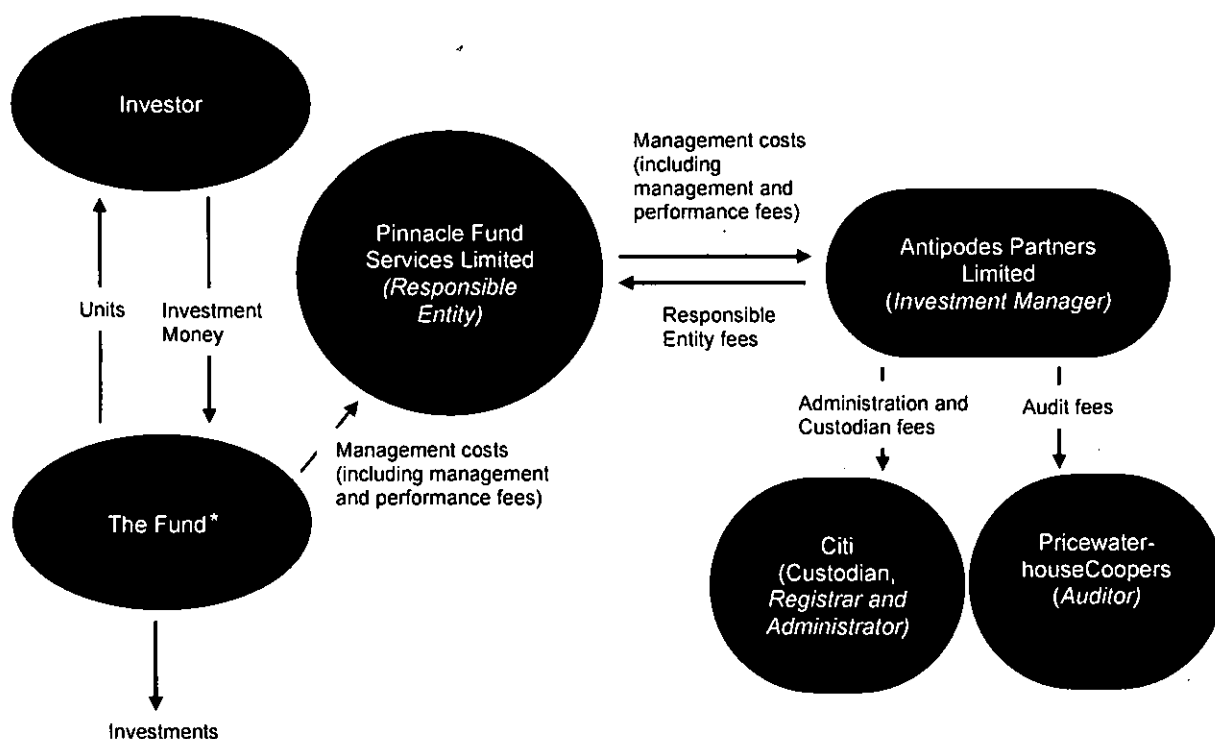 Investor
Units
Investment
Money
Pinnacle Fund
Services Limited
(Responsible
Entity)
Management costs
(including
management and
performance fees)
Responsible
Entity fees
Antipodes Partners
Limited
(Investment Manager)
Administration and
Custodian fees
Audit fees
Management costs
(including management
and performance fees)
The Fund*
Citi
(Custodian,
Registrar and
Administrator)
Pricewater-
houseCoopers
(Auditor)
Investments